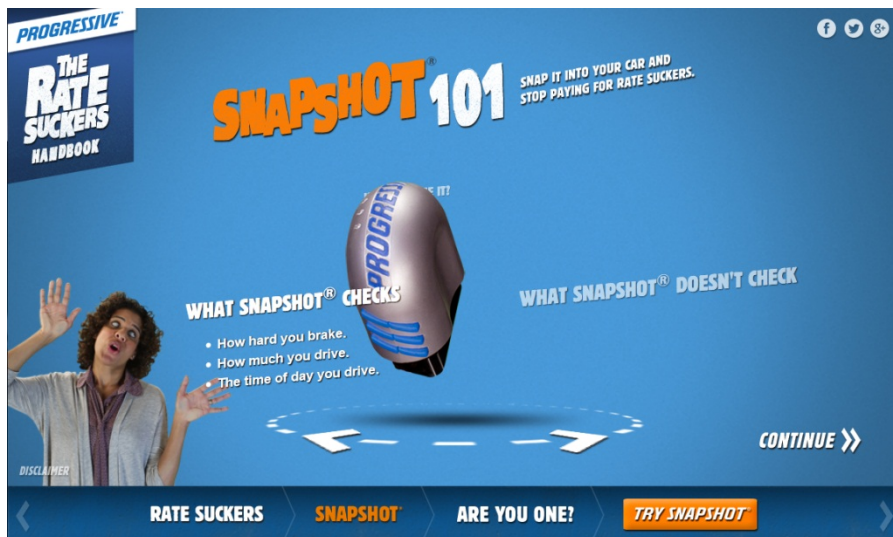 PROGRESSIVE®
THE
RATE
SUCKERS
HANDBOOK
SNAPSHOT® 101
SNAP IT INTO YOUR CAR AND
STOP PAYING FOR RATE SUCKERS.
IT?
PROGRESSI
WHAT SNAPSHOT® CHECKS
• How hard you brake.
• How much you drive.
• The time of day you drive.
WHAT SNAPSHOT® DOESN'T CHECK
CONTINUE
DISCLAIMER
RATE SUCKERS
SNAPSHOT®
ARE YOU ONE?
TRY SNAPSHOT®